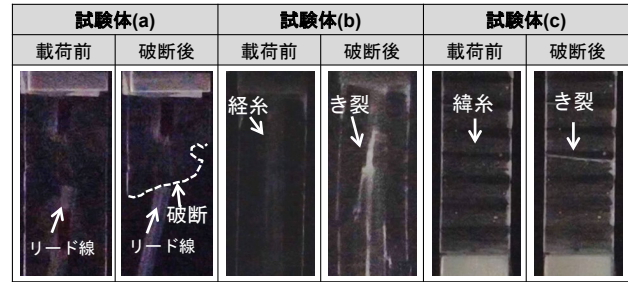 試験体(a)
試験体(b)
試験体(c)
載荷前
破断後
載荷前
破断後
載荷前
破断後
リード線
破断
リード線
経糸
き裂
緯糸
き裂